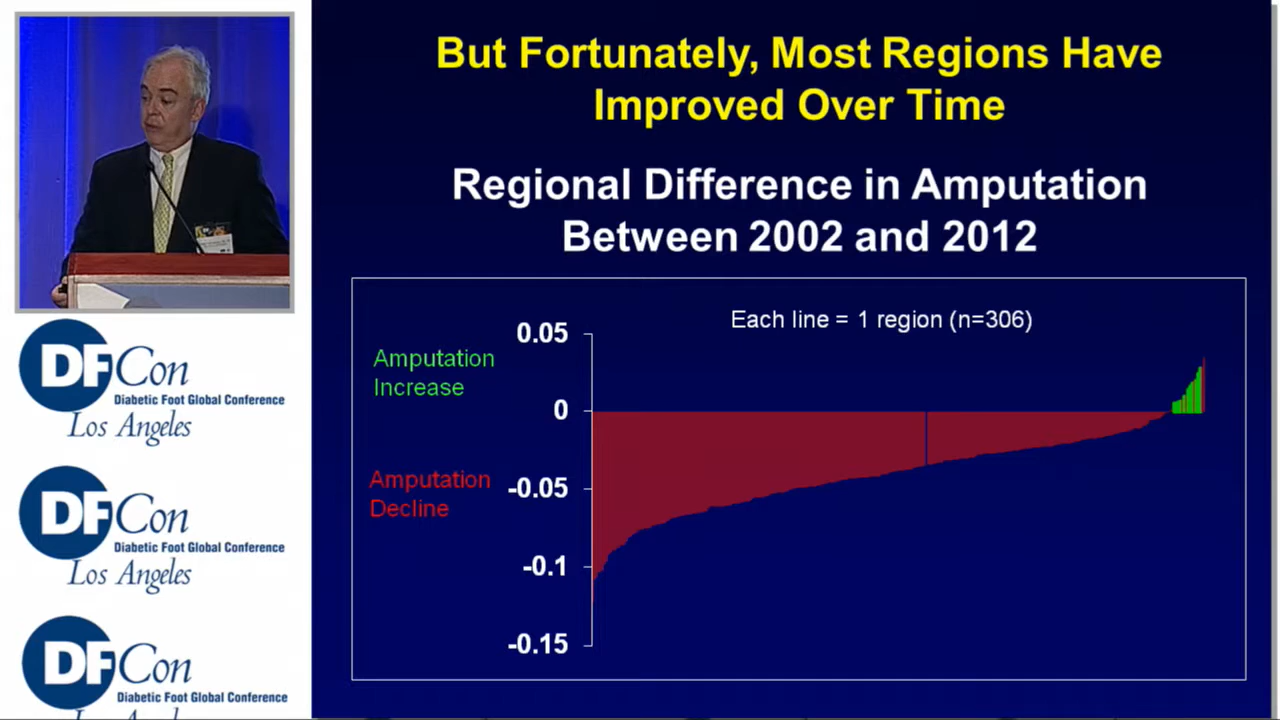 But Fortunately, Most Regions Have
Improved Over Time
Regional Difference in Amputation
Between 2002 and 2012
Each line = 1 region (n=306)
0.05
Amputation
Increase
0
Amputation
Decline
-0.05
-0.1
-0.15
DFCon
Diabetic Foot Global Conference
Los Angeles
DFCon
Diabetic Foot Global Conference
Los Angeles
DFCon
Diabetic Foot Global Conference